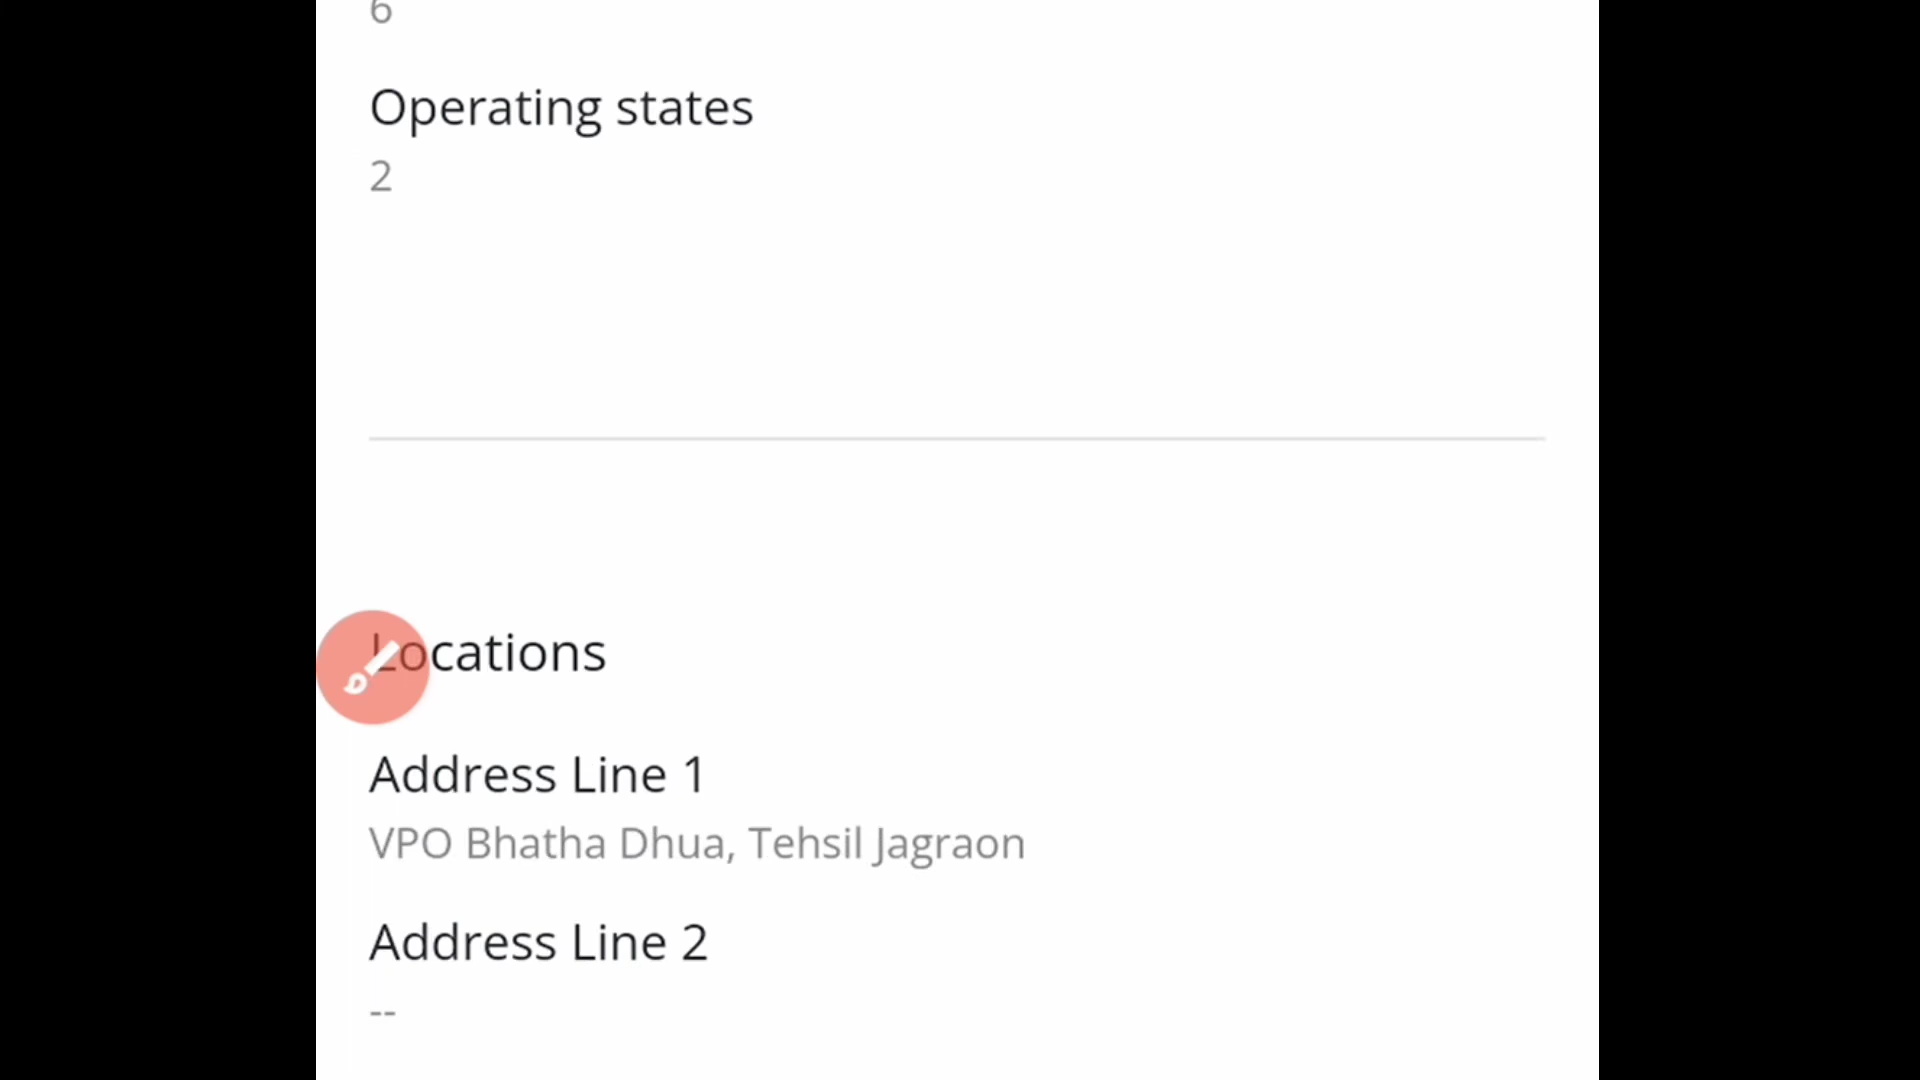 6
Operating states
2
Locations
Address Line 1
VPO Bhatha Dhua, Tehsil Jagraon
Address Line 2
--